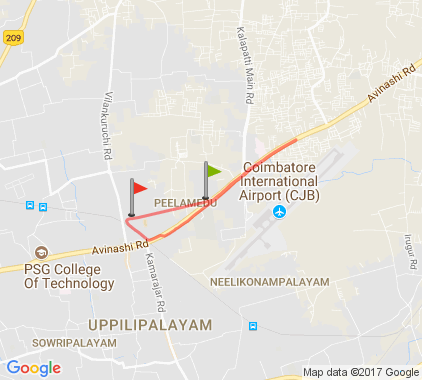 209
Vilankuruchi Rd
Kalapatti Main Rd
Avinashi Rd
Coimbatore
International
Airport (CJB)
PEELAMEDU
Avinashi Rd
Kamarajar Rd
PSG College
Of Technology
NEELIKONAMPALAYAM
Irugur Rd
UPPILIPALAYAM
SOWRIPALAYAM
Google
Map data ©2017 Google